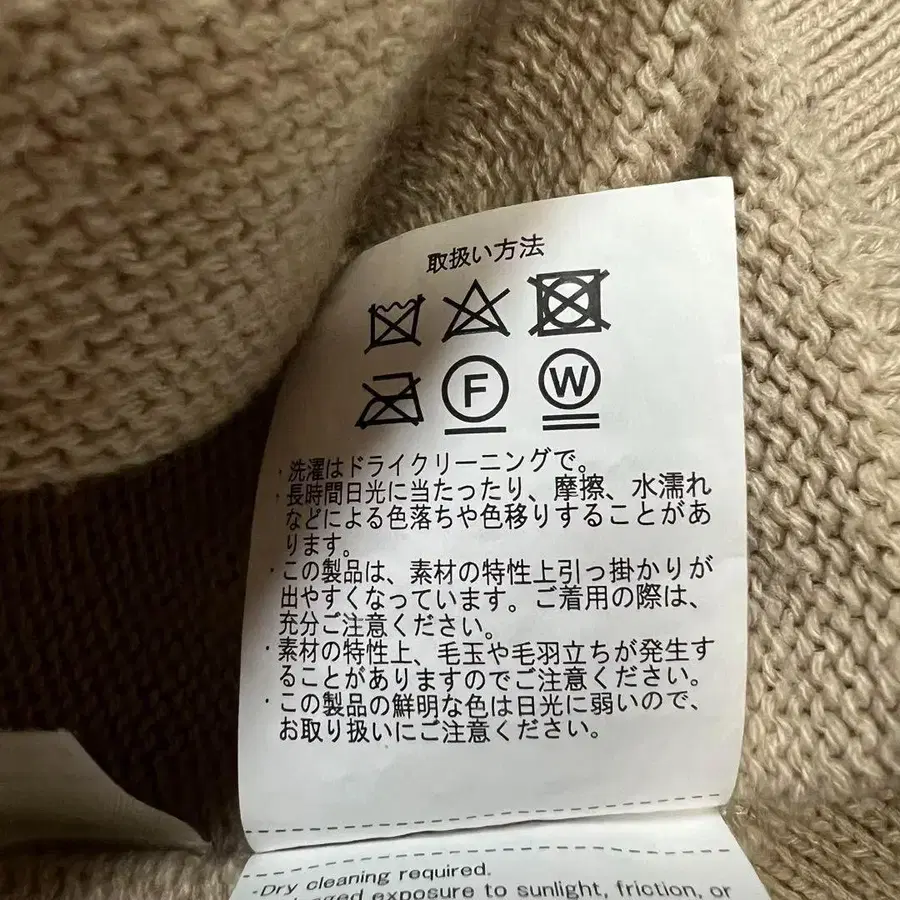 取扱い方法
F W
・洗濯はドライクリーニングで。
・長時間日光に当たったり、摩擦、水濡れ
などによる色落ちや色移りすることがあ
ります。
・この製品は、素材の特性上引っ掛かりが
出やすくなっています。ご着用の際は、
充分ご注意ください。
・素材の特性上、毛玉や毛羽立ちが発生す
ることがありますのでご注意ください。
・この製品の鮮明な色は日光に弱いので、
お取り扱いにご注意ください。
・Dry cleaning required.
exposure to sunlight, friction, or